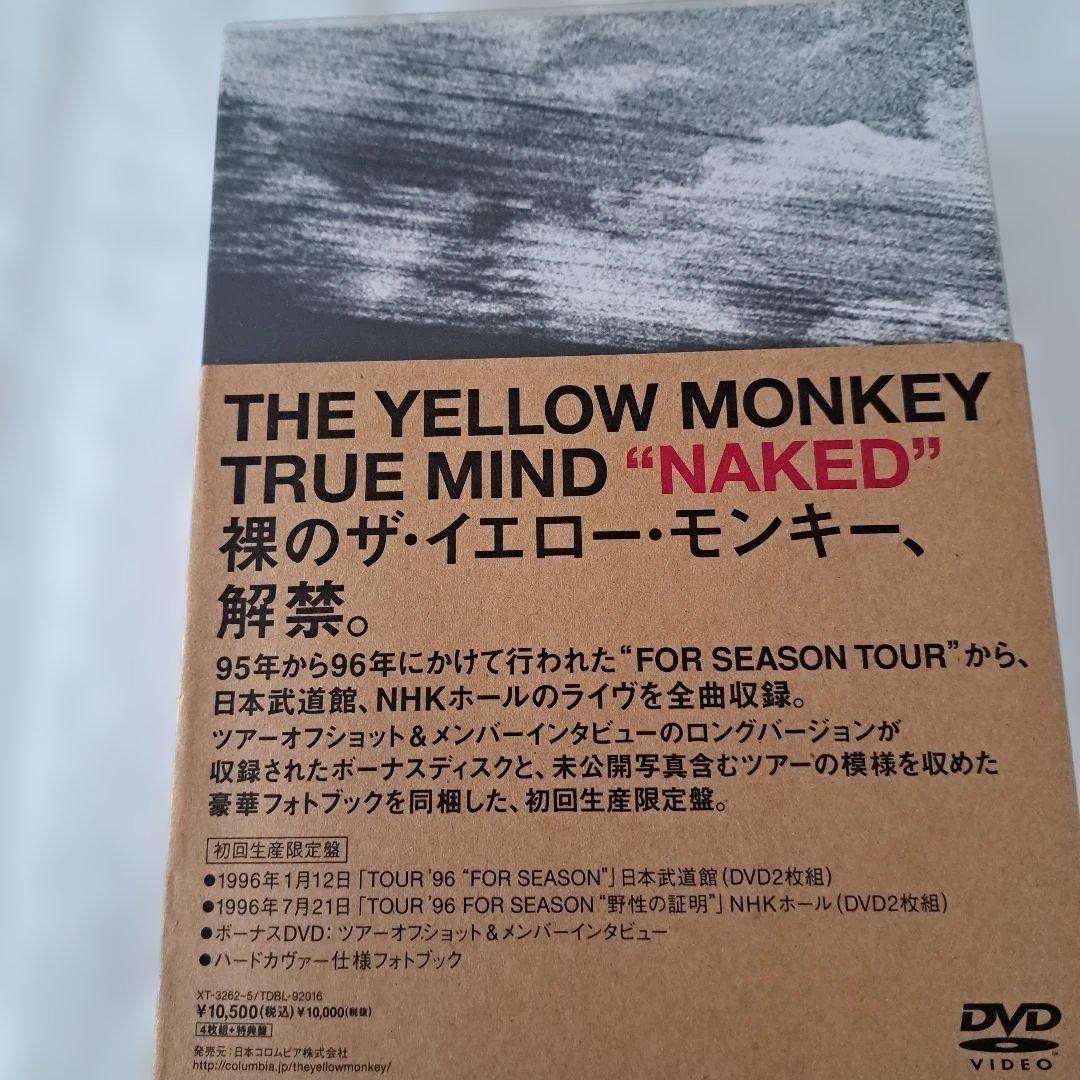 THE YELLOW MONKEY
TRUE MIND “NAKED”
裸のザ・イエロー・モンキー、
解禁。
95年から96年にかけて行われた“FOR SEASON TOUR”から、
日本武道館、NHKホールのライヴを全曲収録。
ツアーオフショット&メンバーインタビューのロングバージョンが
収録されたボーナスディスクと、未公開写真含むツアーの模様を収めた
豪華フォトブックを同梱した、初回生産限定盤。
初回生産限定盤
●1996年1月12日「TOUR '96 “FOR SEASON”」日本武道館(DVD2枚組)
●1996年7月21日「TOUR '96 FOR SEASON “野性の証明”」NHKホール(DVD2枚組)
●ボーナスDVD: ツアーオフショット&メンバーインタビュー
●ハードカヴァー仕様フォトブック
XT-3262~5/TDBL-92016
¥10,500(税込)¥10,000(税抜)
4枚組+特典盤
発売元:日本コロムビア株式会社
http://columbia.jp/theyellowmonkey/
DVD
VIDEO